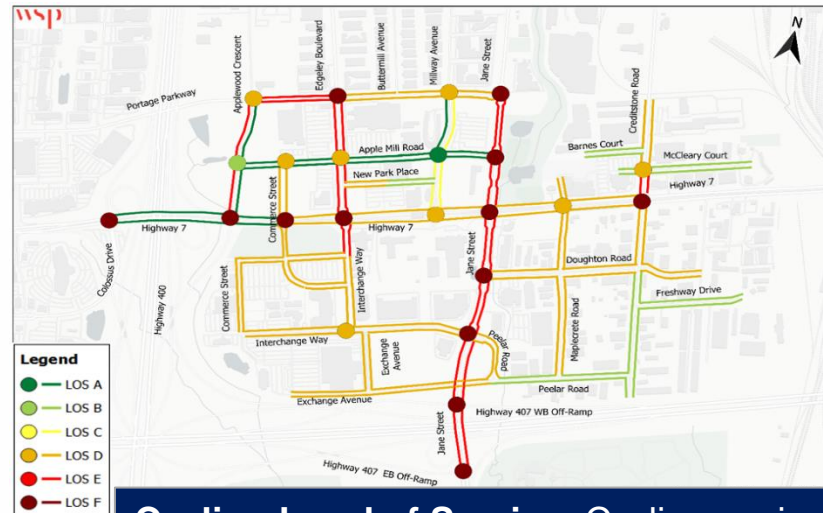 wsp
N
Portage Parkway
Applewood Crescent
Edgeley Boulevard
Buttermill Avenue
Millway Avenue
Jane Street
Creditstone Road
Barnes Court
McCleary Court
Apple Mill Road
New Park Place
Highway 7
Commerce Street
Highway 7
Highway 7
Colossus Drive
Highway 400
Commerce Street
Interchange Way
Jane Street
Doughton Road
Freshway Drive
Maplecrete Road
Interchange Way
Exchange Avenue
Peelar Road
Exchange Avenue
Peelar Road
Highway 407 WB Off-Ramp
Jane Street
Highway 407 EB Off-Ramp
Legend
LOS A
LOS B
LOS C
LOS D
LOS E
LOS F